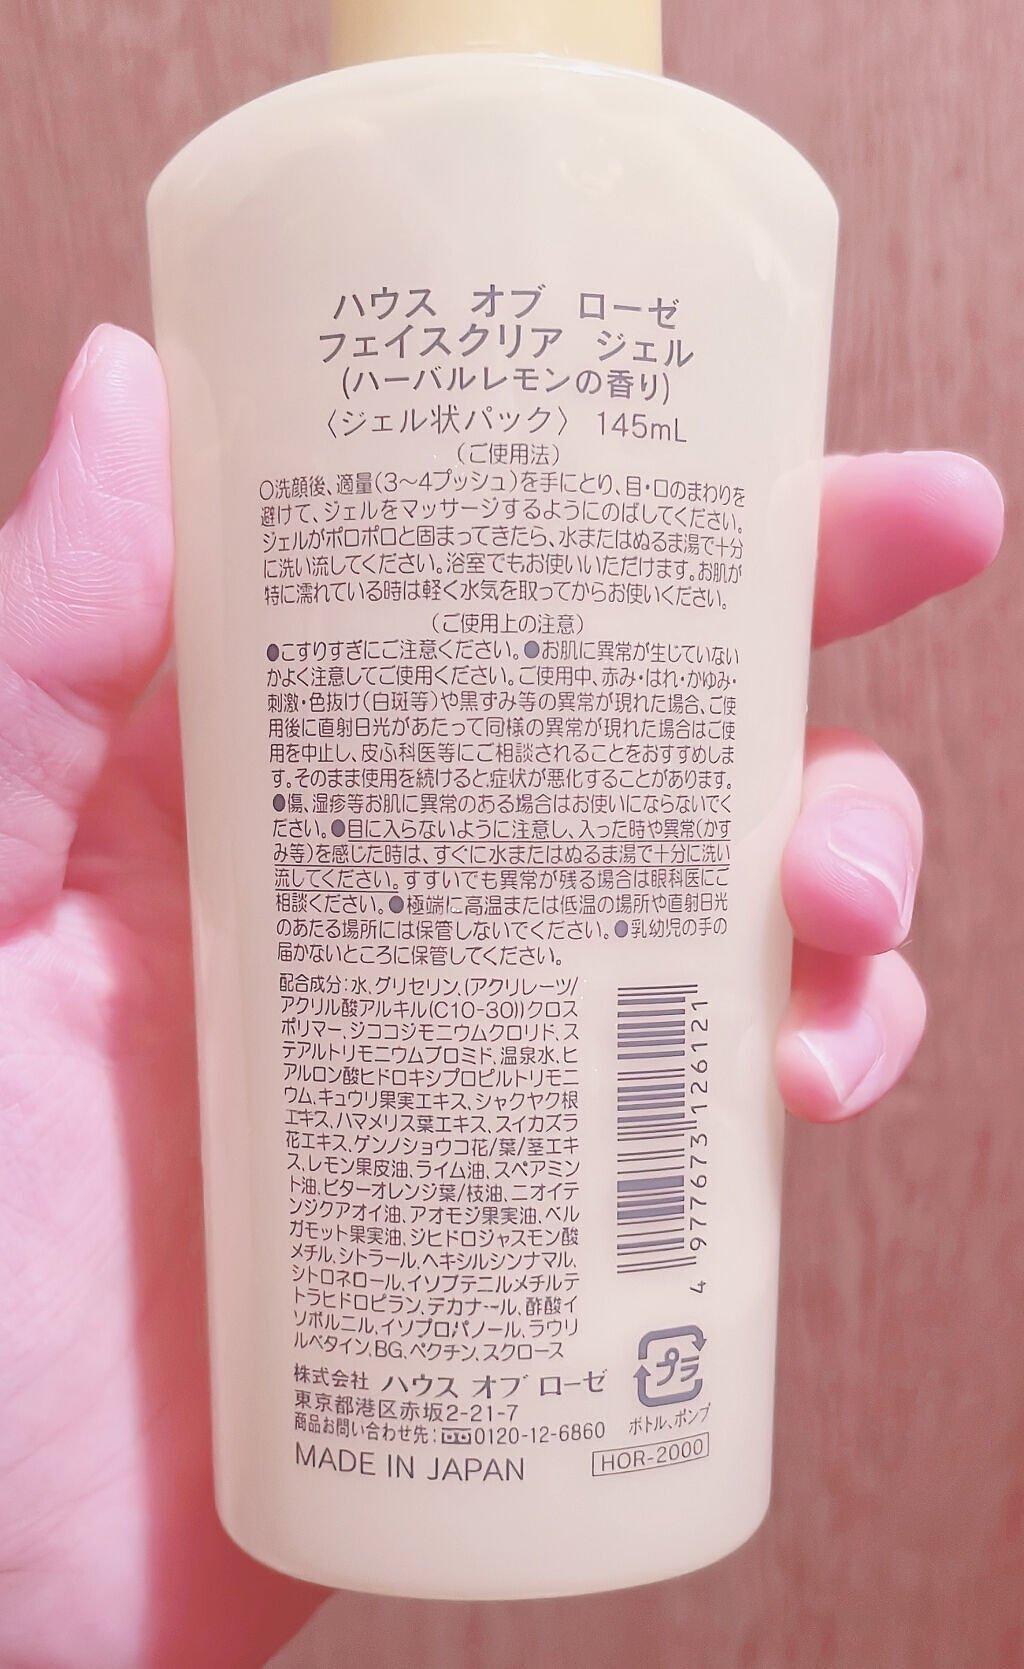 ハウス オブ ローゼ
フェイスクリア ジェル
(ハーバルレモンの香り)
〈ジェル状パック〉 145mL
(ご使用法)
○洗顔後、適量(3〜4プッシュ)を手にとり、目・口のまわりを
避けて、ジェルをマッサージするようにのばしてください。
ジェルがポロポロと固まってきたら、水またはぬるま湯で十分
に洗い流してください。浴室でもお使いいただけます。お肌が
特に濡れている時は軽く水気を取ってからお使いください。
(ご使用上の注意)
●こすりすぎにご注意ください。●お肌に異常が生じていない
かよく注意してご使用ください。ご使用中、赤み・はれ・かゆみ・
刺激・色抜け(白斑等)や黒ずみ等の異常が現れた場合、ご使
用後に直射日光があたって同様の異常が現れた場合はご使
用を中止し、皮ふ科医等にご相談されることをおすすめしま
す。そのまま使用を続けると症状が悪化することがあります。
●傷、湿疹等お肌に異常のある場合はお使いにならないでく
ださい。●目に入らないように注意し、入った時や異常(かす
み等)を感じた時は、すぐに水またはぬるま湯で十分に洗い
流してください。すすいでも異常が残る場合は眼科医にご
相談ください。●極端に高温または低温の場所や直射日光
のあたる場所には保管しないでください。●乳幼児の手の
届かないところに保管してください。
配合成分:水、グリセリン、(アクリレーツ/
アクリル酸アルキル(C10-30))クロス
ポリマー、ジココジモニウムクロリド、ス
テアルトリモニウムブロミド、温泉水、ヒ
アルロン酸ヒドロキシプロピルトリモニ
ウム、キュウリ果実エキス、シャクヤク根
エキス、ハマメリス葉エキス、スイカズラ
花エキス、ゲンノショウコ花/葉/茎エキ
ス、レモン果皮油、ライム油、スペアミン
ト油、ビターオレンジ葉/枝油、ニオイテ
ンジクアオイ油、アオモジ果実油、ベル
ガモット果実油、ジヒドロジャスモン酸
メチル、シトラール、ヘキシルシンナマル、
シトロネロール、イソブテニルメチルテ
トラヒドロピラン、デカナール、酢酸イ
ソボルニル、イソプロパノール、ラウリ
ルベタイン、BG、ペクチン、スクロース
4 977673 126121
株式会社 ハウス オブ ローゼ
東京都港区赤坂2-21-7
商品お問い合わせ先:0120-12-6860
MADE IN JAPAN
プラ
ボトル、ポンプ
HOR-2000